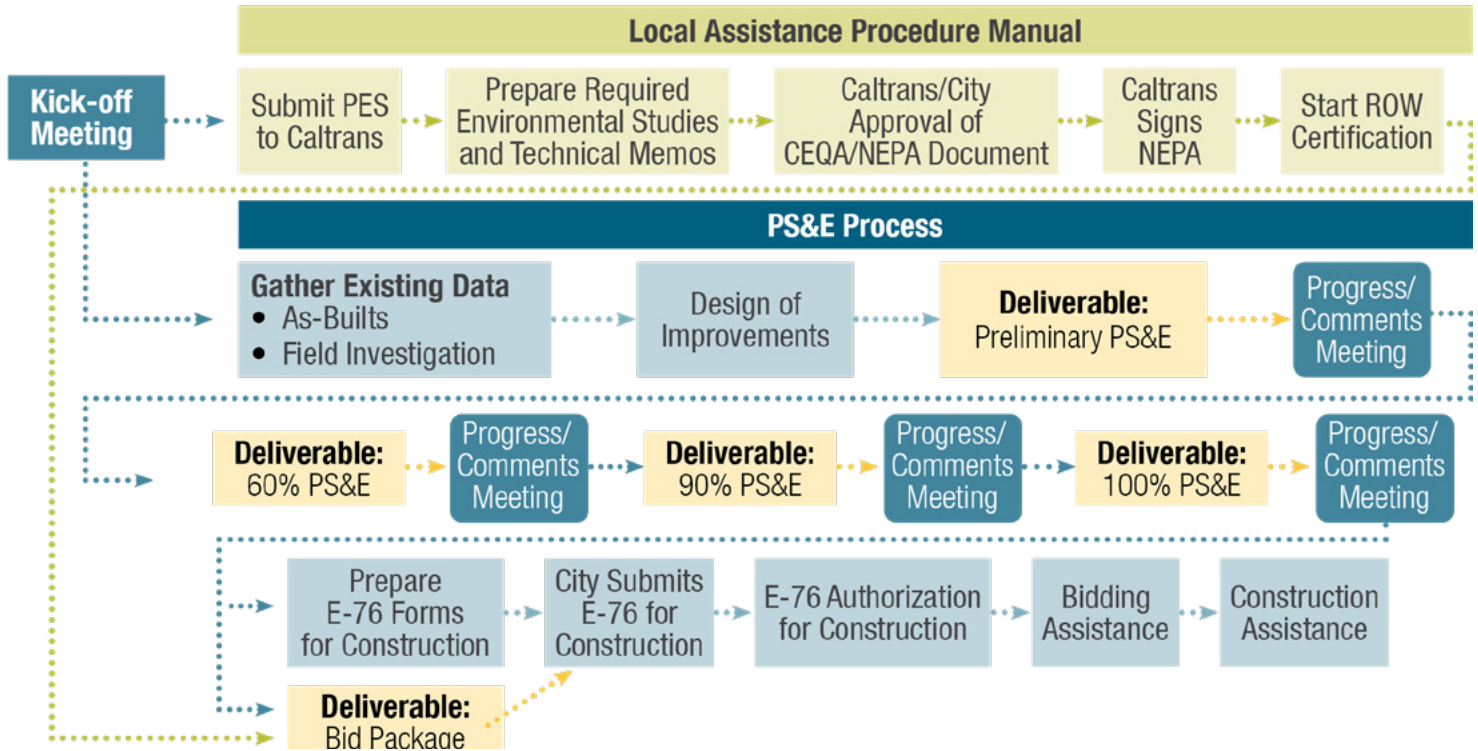 Local Assistance Procedure Manual
Kick-off
Meeting
Submit PES
to Caltrans
Prepare Required
Environmental Studies
and Technical Memos
Caltrans/City
Approval of
CEQA/NEPA Document
Caltrans
Signs
NEPA
Start ROW
Certification
PS&E Process
Gather Existing Data
• As-Builts
• Field Investigation
Design of
Improvements
Deliverable:
Preliminary PS&E
Progress/
Comments
Meeting
Deliverable:
60% PS&E
Progress/
Comments
Meeting
Deliverable:
90% PS&E
Progress/
Comments
Meeting
Deliverable:
100% PS&E
Progress/
Comments
Meeting
Prepare
E-76 Forms
for Construction
City Submits
E-76 for
Construction
E-76 Authorization
for Construction
Bidding
Assistance
Construction
Assistance
Deliverable:
Bid Package